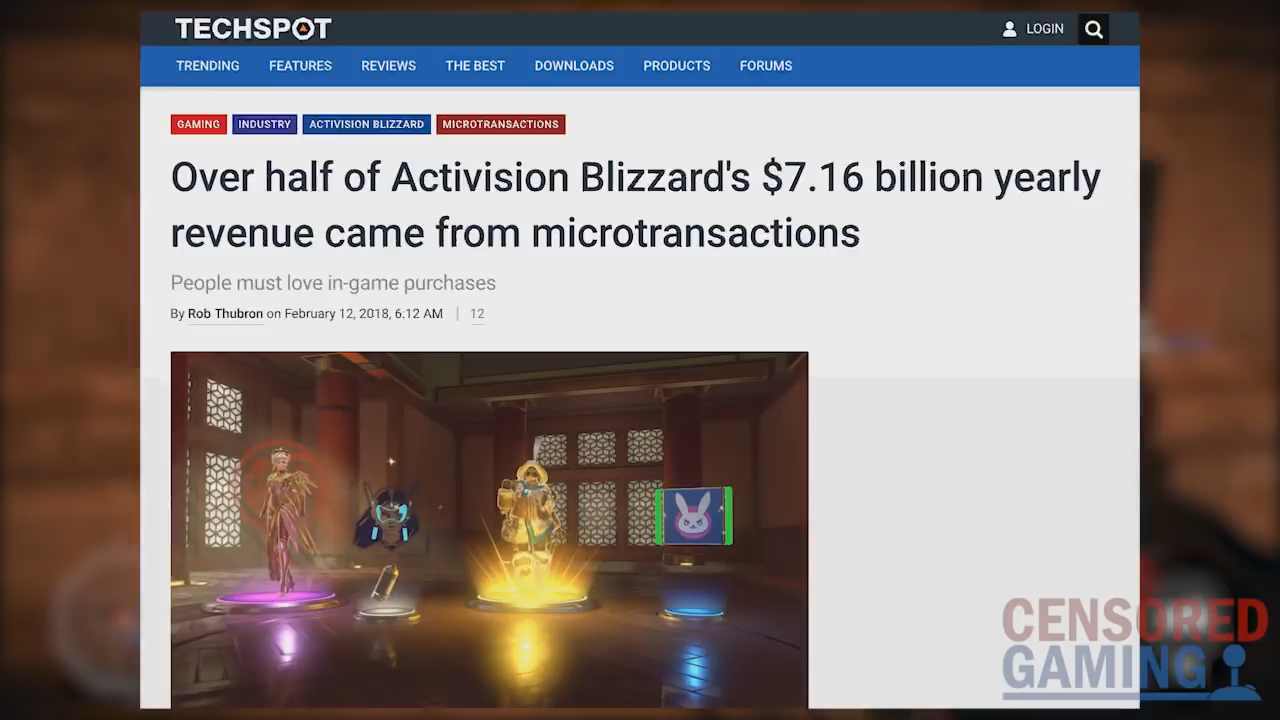 TECHSPOT
LOGIN
TRENDING FEATURES REVIEWS THE BEST DOWNLOADS PRODUCTS FORUMS
GAMING INDUSTRY ACTIVISION BLIZZARD MICROTRANSACTIONS
Over half of Activision Blizzard's $7.16 billion yearly
revenue came from microtransactions
People must love in-game purchases
By Rob Thubron on February 12, 2018, 6:12 AM | 12
CENSORED
GAMING